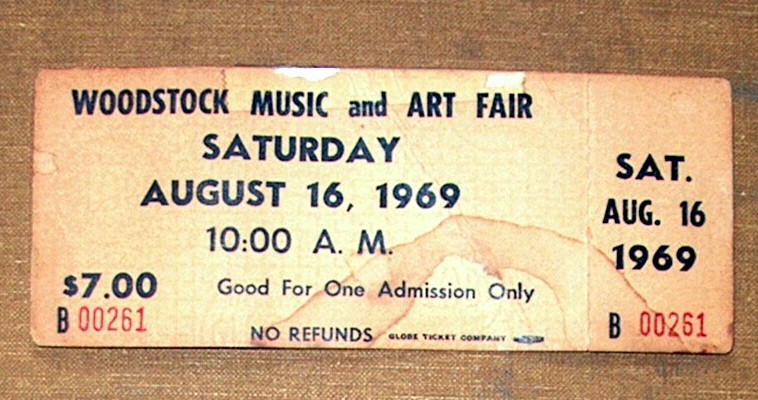 WOODSTOCK MUSIC and ART FAIR
SATURDAY
AUGUST 16, 1969
10:00 A. M.
$7.00 Good For One Admission Only
B 00261
NO REFUNDS GLOBE TICKET COMPANY
SAT.
AUG. 16
1969
B 00261